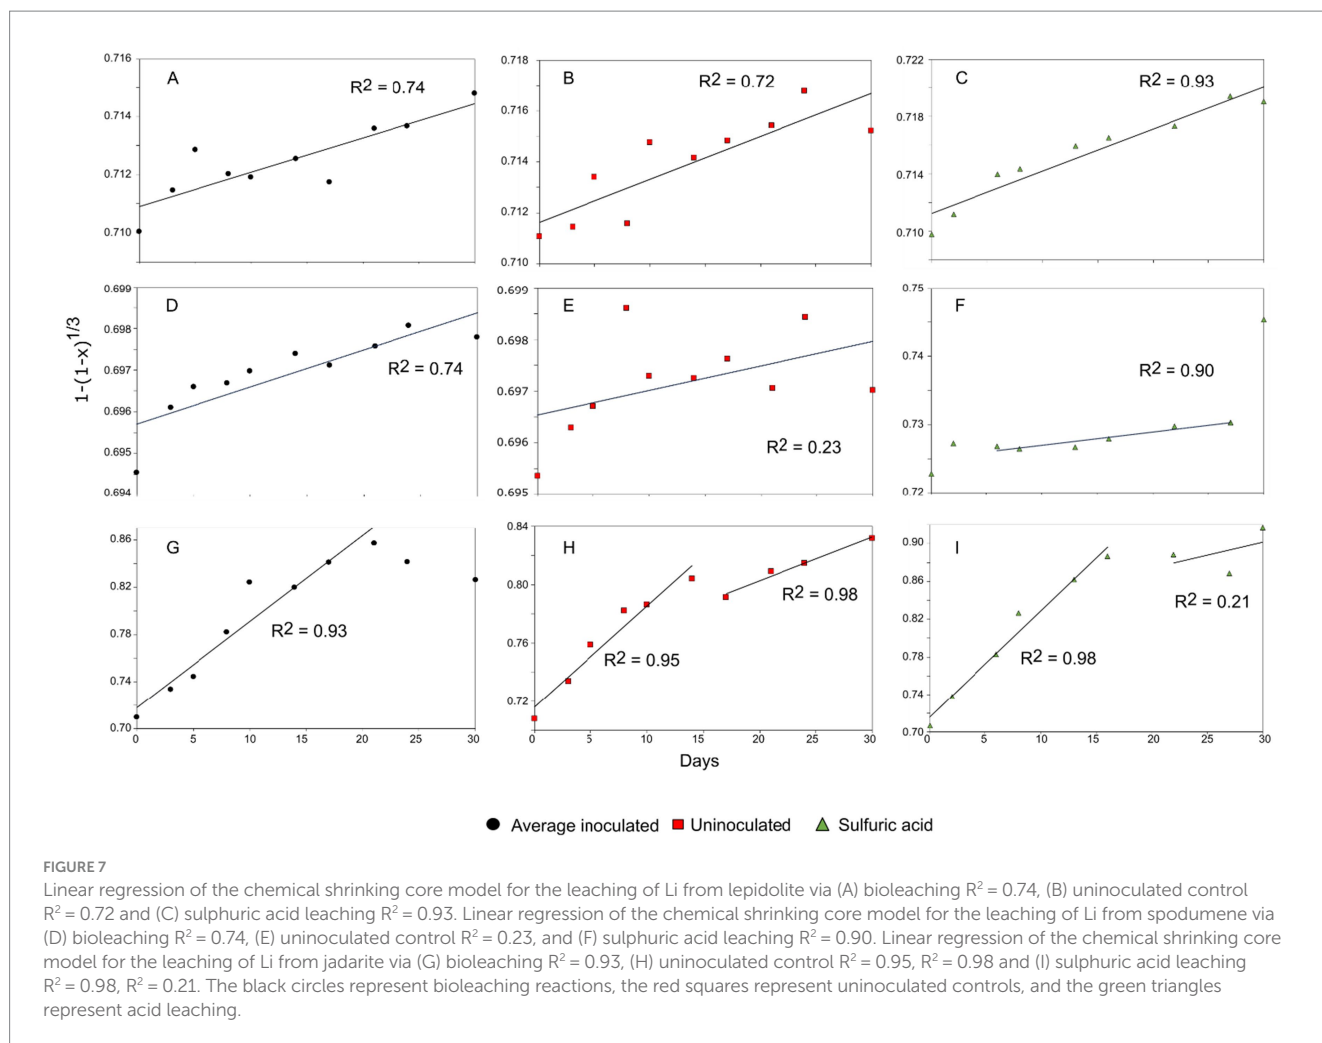 A
R² = 0.74
0.716
0.714
0.712
0.710
B
R² = 0.72
0.718
0.716
0.714
0.712
0.710
C
R² = 0.93
0.722
0.718
0.714
0.710
D
R² = 0.74
0.699
0.698
0.697
0.696
0.695
0.694
1-(1-x)^1/3
E
R² = 0.23
0.699
0.698
0.697
0.696
0.695
F
R² = 0.90
0.75
0.74
0.73
0.72
G
R² = 0.93
0.86
0.82
0.78
0.74
0.70
0 5 10 15 20 25 30
H
R² = 0.98
R² = 0.95
0.84
0.80
0.76
0.72
0 5 10 15 20 25 30
I
R² = 0.21
R² = 0.98
0.90
0.86
0.82
0.78
0.74
0.70
0 5 10 15 20 25 30
Days
Average inoculated Uninoculated Sulfuric acid
FIGURE 7
Linear regression of the chemical shrinking core model for the leaching of Li from lepidolite via (A) bioleaching R² = 0.74, (B) uninoculated control
R² = 0.72 and (C) sulphuric acid leaching R² = 0.93. Linear regression of the chemical shrinking core model for the leaching of Li from spodumene via
(D) bioleaching R² = 0.74, (E) uninoculated control R² = 0.23, and (F) sulphuric acid leaching R² = 0.90. Linear regression of the chemical shrinking core
model for the leaching of Li from jadarite via (G) bioleaching R² = 0.93, (H) uninoculated control R² = 0.95, R² = 0.98 and (I) sulphuric acid leaching
R² = 0.98, R² = 0.21. The black circles represent bioleaching reactions, the red squares represent uninoculated controls, and the green triangles
represent acid leaching.